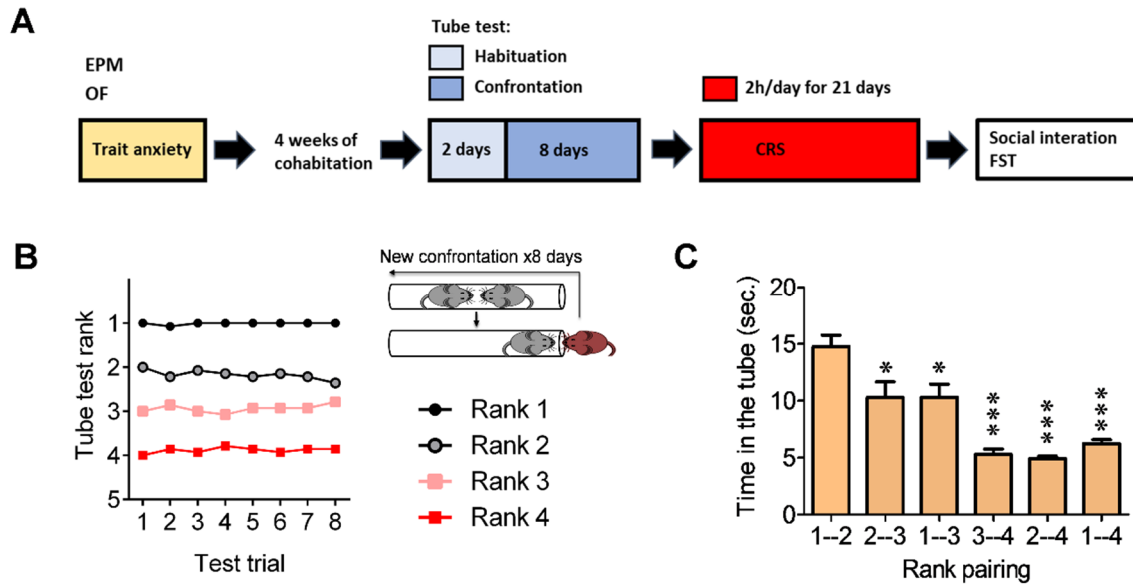 A
EPM
OF
Trait anxiety
4 weeks of
cohabitation
Tube test:
Habituation
Confrontation
2 days
8 days
2h/day for 21 days
CRS
Social interation
FST
B
New confrontation x8 days
Tube test rank
1
2
3
4
5
1 2 3 4 5 6 7 8
Test trial
Rank 1
Rank 2
Rank 3
Rank 4
C
Time in the tube (sec.)
20
15
10
5
0
* * *** *** ***
1--2 2--3 1--3 3--4 2--4 1--4
Rank pairing